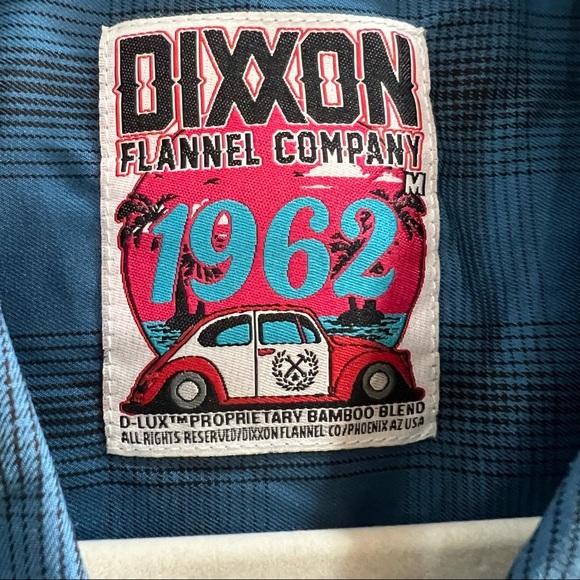 DIXXON
FLANNEL COMPANY
M
1962
D-LUX™ PROPRIETARY BAMBOO BLEND
ALL RIGHTS RESERVED/DIXXON FLANNEL CO/PHOENIX AZ USA